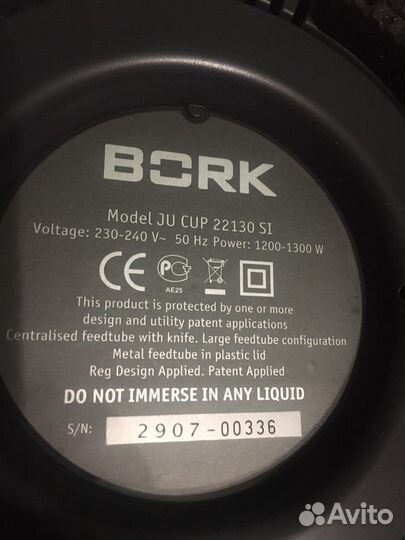 BORK
Model JU CUP 22130 SI
Voltage: 230-240 V~ 50 Hz Power: 1200-1300 W
CE
АЕ25
This product is protected by one or more
design and utility patent applications
Centralised feedtube with knife. Large feedtube configuration
Metal feedtube in plastic lid
Reg Design Applied. Patent Applied
DO NOT IMMERSE IN ANY LIQUID
S/N: 2907-00336
Avito